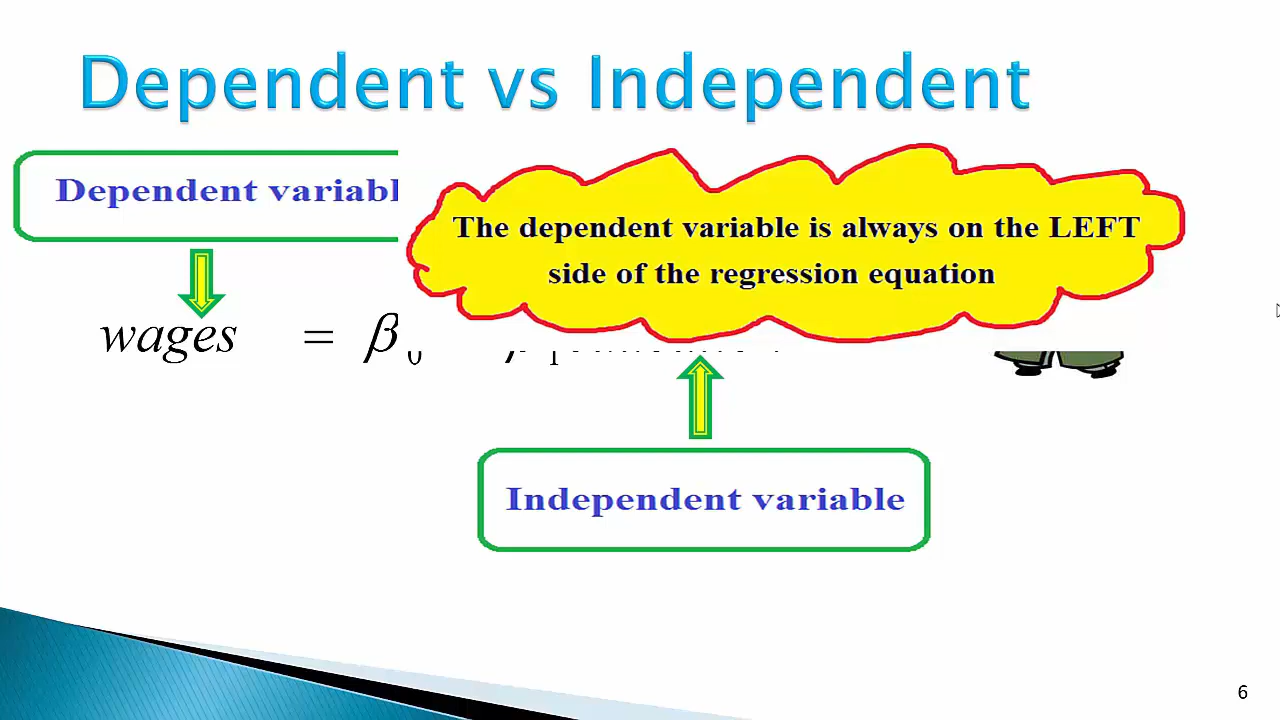 Dependent vs Independent
Dependent variabl
The dependent variable is always on the LEFT
side of the regression equation
wages = β0
Independent variable
6